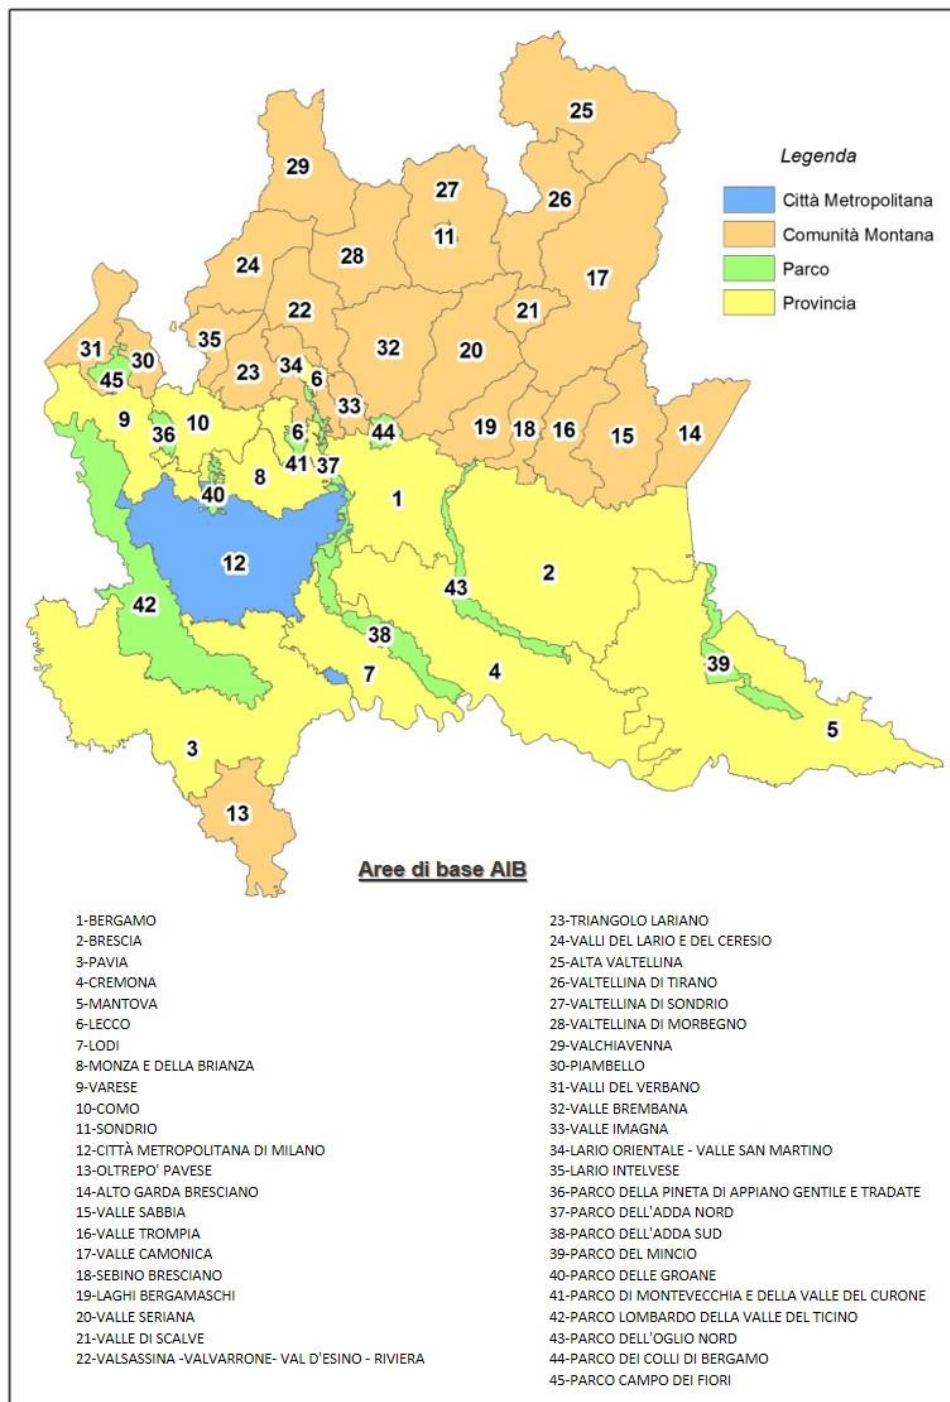 25
29
27
26
11
28
24
17
22
21
35
31
30
32
20
34
23
6
45
33
9
10
36
6
44
19
18
16
15
14
41
37
8
40
1
12
2
43
42
38
39
7
4
5
3
13
Legenda
Città Metropolitana
Comunità Montana
Parco
Provincia
Aree di base AIB
1-BERGAMO
2-BRESCIA
3-PAVIA
4-CREMONA
5-MANTOVA
6-LECCO
7-LODI
8-MONZA E DELLA BRIANZA
9-VARESE
10-COMO
11-SONDRIO
12-CITTÀ METROPOLITANA DI MILANO
13-OLTREPO' PAVESE
14-ALTO GARDA BRESCIANO
15-VALLE SABBIA
16-VALLE TROMPIA
17-VALLE CAMONICA
18-SEBINO BRESCIANO
19-LAGHI BERGAMASCHI
20-VALLE SERIANA
21-VALLE DI SCALVE
22-VALSASSINA -VALVARRONE- VAL D'ESINO - RIVIERA
23-TRIANGOLO LARIANO
24-VALLI DEL LARIO E DEL CERESIO
25-ALTA VALTELLINA
26-VALTELLINA DI TIRANO
27-VALTELLINA DI SONDRIO
28-VALTELLINA DI MORBEGNO
29-VALCHIAVENNA
30-PIAMBELLO
31-VALLI DEL VERBANO
32-VALLE BREMBANA
33-VALLE IMAGNA
34-LARIO ORIENTALE - VALLE SAN MARTINO
35-LARIO INTELVESE
36-PARCO DELLA PINETA DI APPIANO GENTILE E TRADATE
37-PARCO DELL'ADDA NORD
38-PARCO DELL'ADDA SUD
39-PARCO DEL MINCIO
40-PARCO DELLE GROANE
41-PARCO DI MONTEVECCHIA E DELLA VALLE DEL CURONE
42-PARCO LOMBARDO DELLA VALLE DEL TICINO
43-PARCO DELL'OGLIO NORD
44-PARCO DEI COLLI DI BERGAMO
45-PARCO CAMPO DEI FIORI